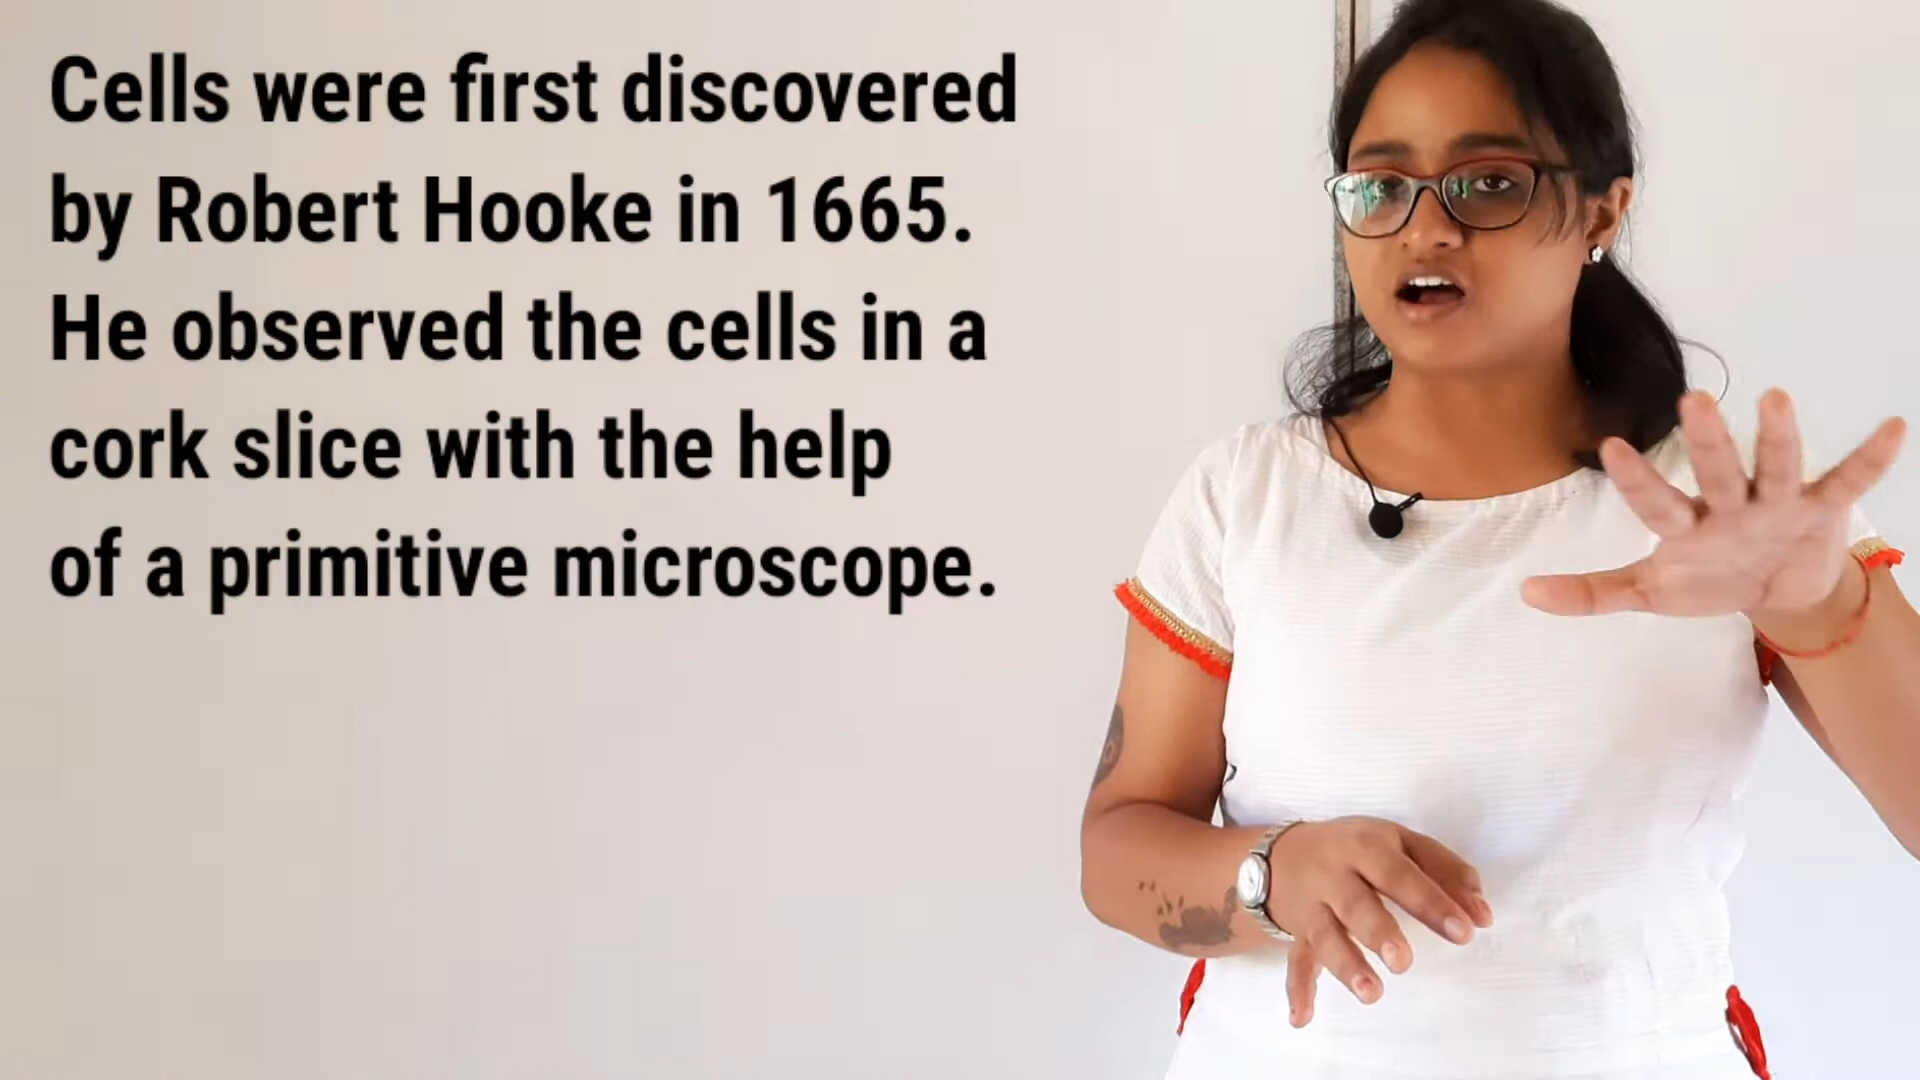 Cells were first discovered
by Robert Hooke in 1665.
He observed the cells in a
cork slice with the help
of a primitive microscope.